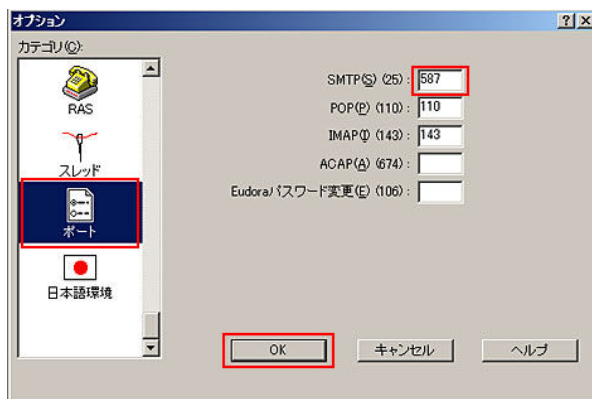 オプション
カテゴリ(C):
RAS
スレッド
ポート
日本語環境
SMTP(S) (25) : 587
POP(P) (110) : 110
IMAP(I) (143) : 143
ACAP(A) (674) :
Eudoraパスワード変更(E) (106) :
OK
キャンセル
ヘルプ